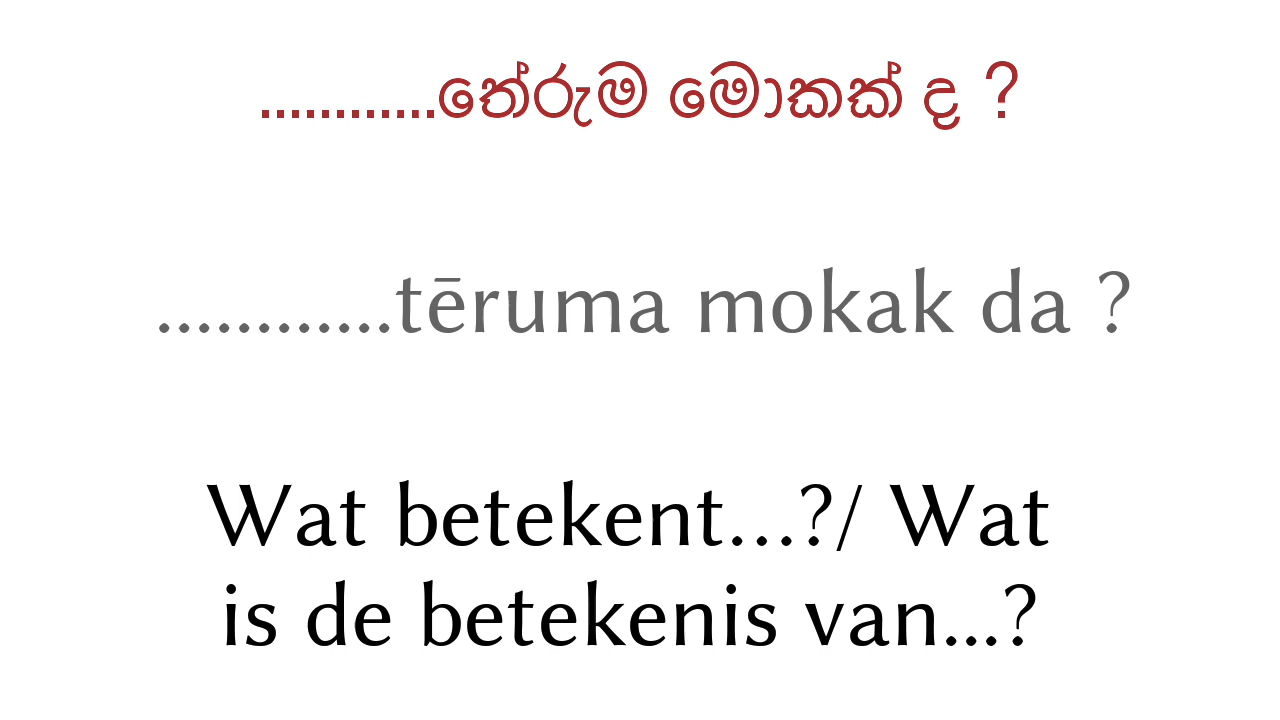 ............තේරුම මොකක් ද ?
............tēruma mokak da ?
Wat betekent...?/ Wat
is de betekenis van...?